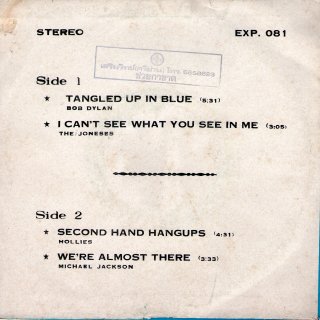 STEREO EXP. 081
Side 1
★ TANGLED UP IN BLUE (5:31)
BOB DYLAN
★ I CAN'T SEE WHAT YOU SEE IN ME (3:05)
THE JONESES
Side 2
★ SECOND HAND HANGUPS (4:31)
HOLLIES
★ WE'RE ALMOST THERE (3:33)
MICHAEL JACKSON